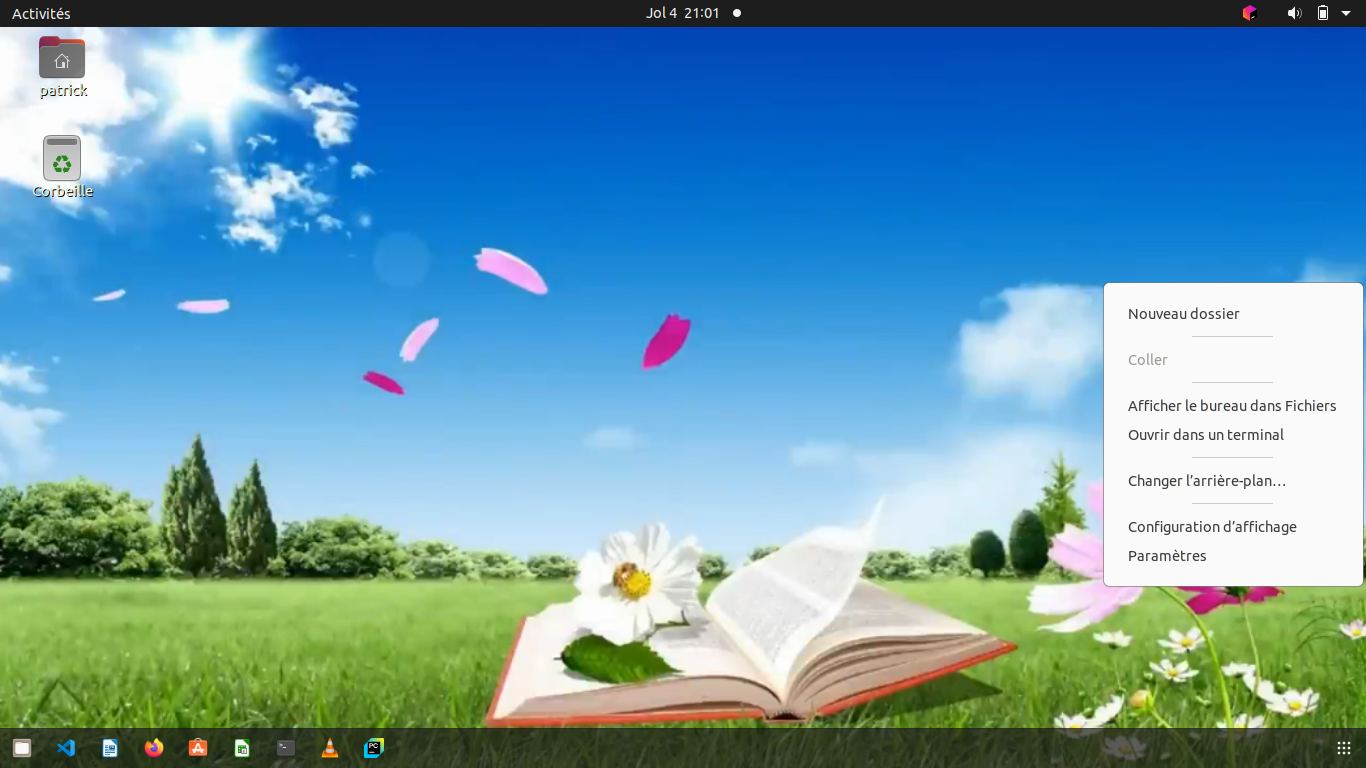 Activités
Jol 4 21:01
patrick
Corbeille
Nouveau dossier
Coller
Afficher le bureau dans Fichiers
Ouvrir dans un terminal
Changer l’arrière-plan…
Configuration d’affichage
Paramètres
PC